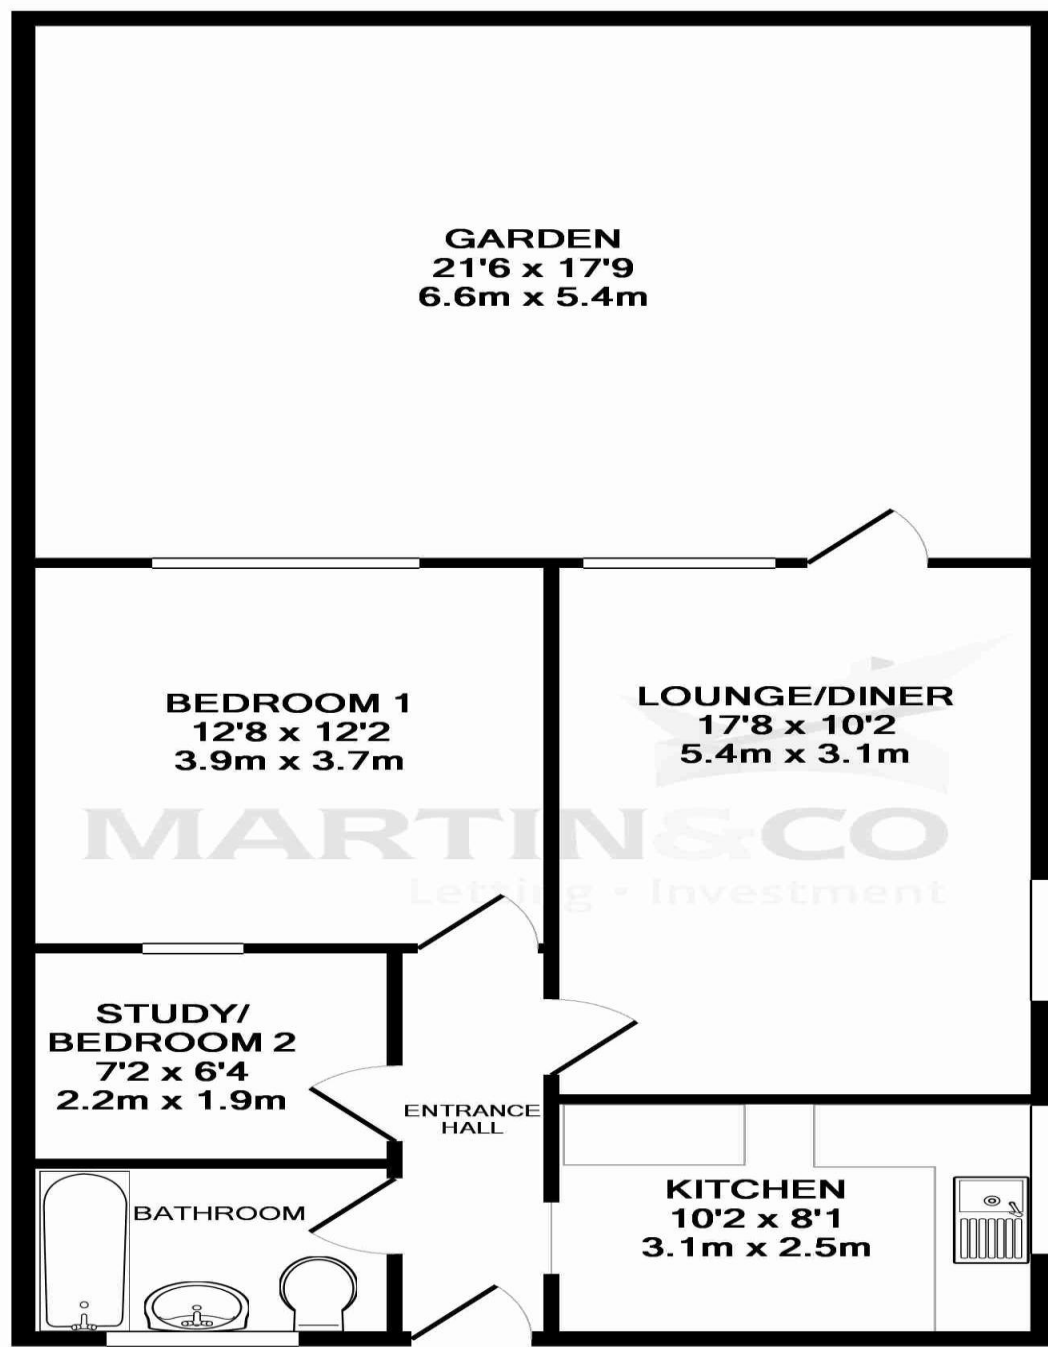 GARDEN
21'6 x 17'9
6.6m x 5.4m
BEDROOM 1
12'8 x 12'2
3.9m x 3.7m
LOUNGE/DINER
17'8 x 10'2
5.4m x 3.1m
MARTIN&CO
Letting • Investment
STUDY/
BEDROOM 2
7'2 x 6'4
2.2m x 1.9m
ENTRANCE
HALL
BATHROOM
KITCHEN
10'2 x 8'1
3.1m x 2.5m